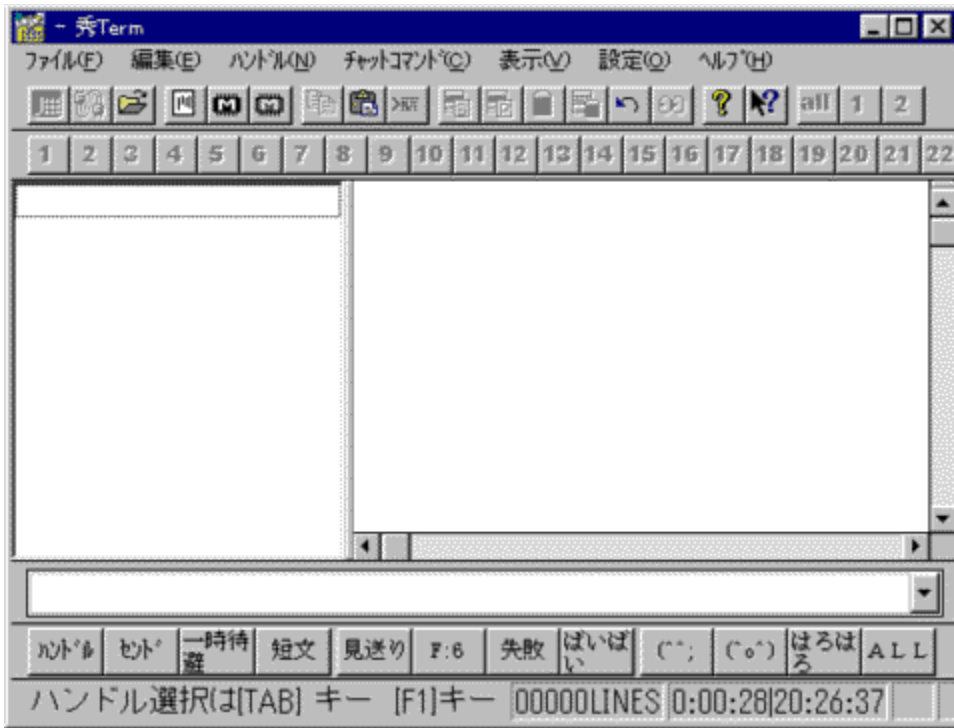 - 秀Term
ファイル(F) 編集(E) ハンドル(N) チャットコマンド(C) 表示(V) 設定(O) ヘルプ(H)
all 1 2
1 2 3 4 5 6 7 8 9 10 11 12 13 14 15 16 17 18 19 20 21 22
ハンドル センド 一時待避 短文 見送り F:6 失敗 ばいばい (^^; (^o^) はろはろ ALL
ハンドル選択は[TAB] キー [F1]キー 00000LINES 0:00:28 20:26:37